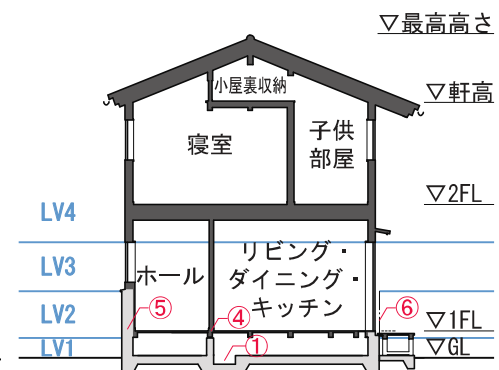 ▽最高高さ
小屋裏収納
▽軒高
寝室
子供
部屋
▽2FL
LV4
リビング・
ダイニング・
キッチン
LV3
ホール
⑤
④
⑥
LV2
▽1FL
①
LV1
▽GL